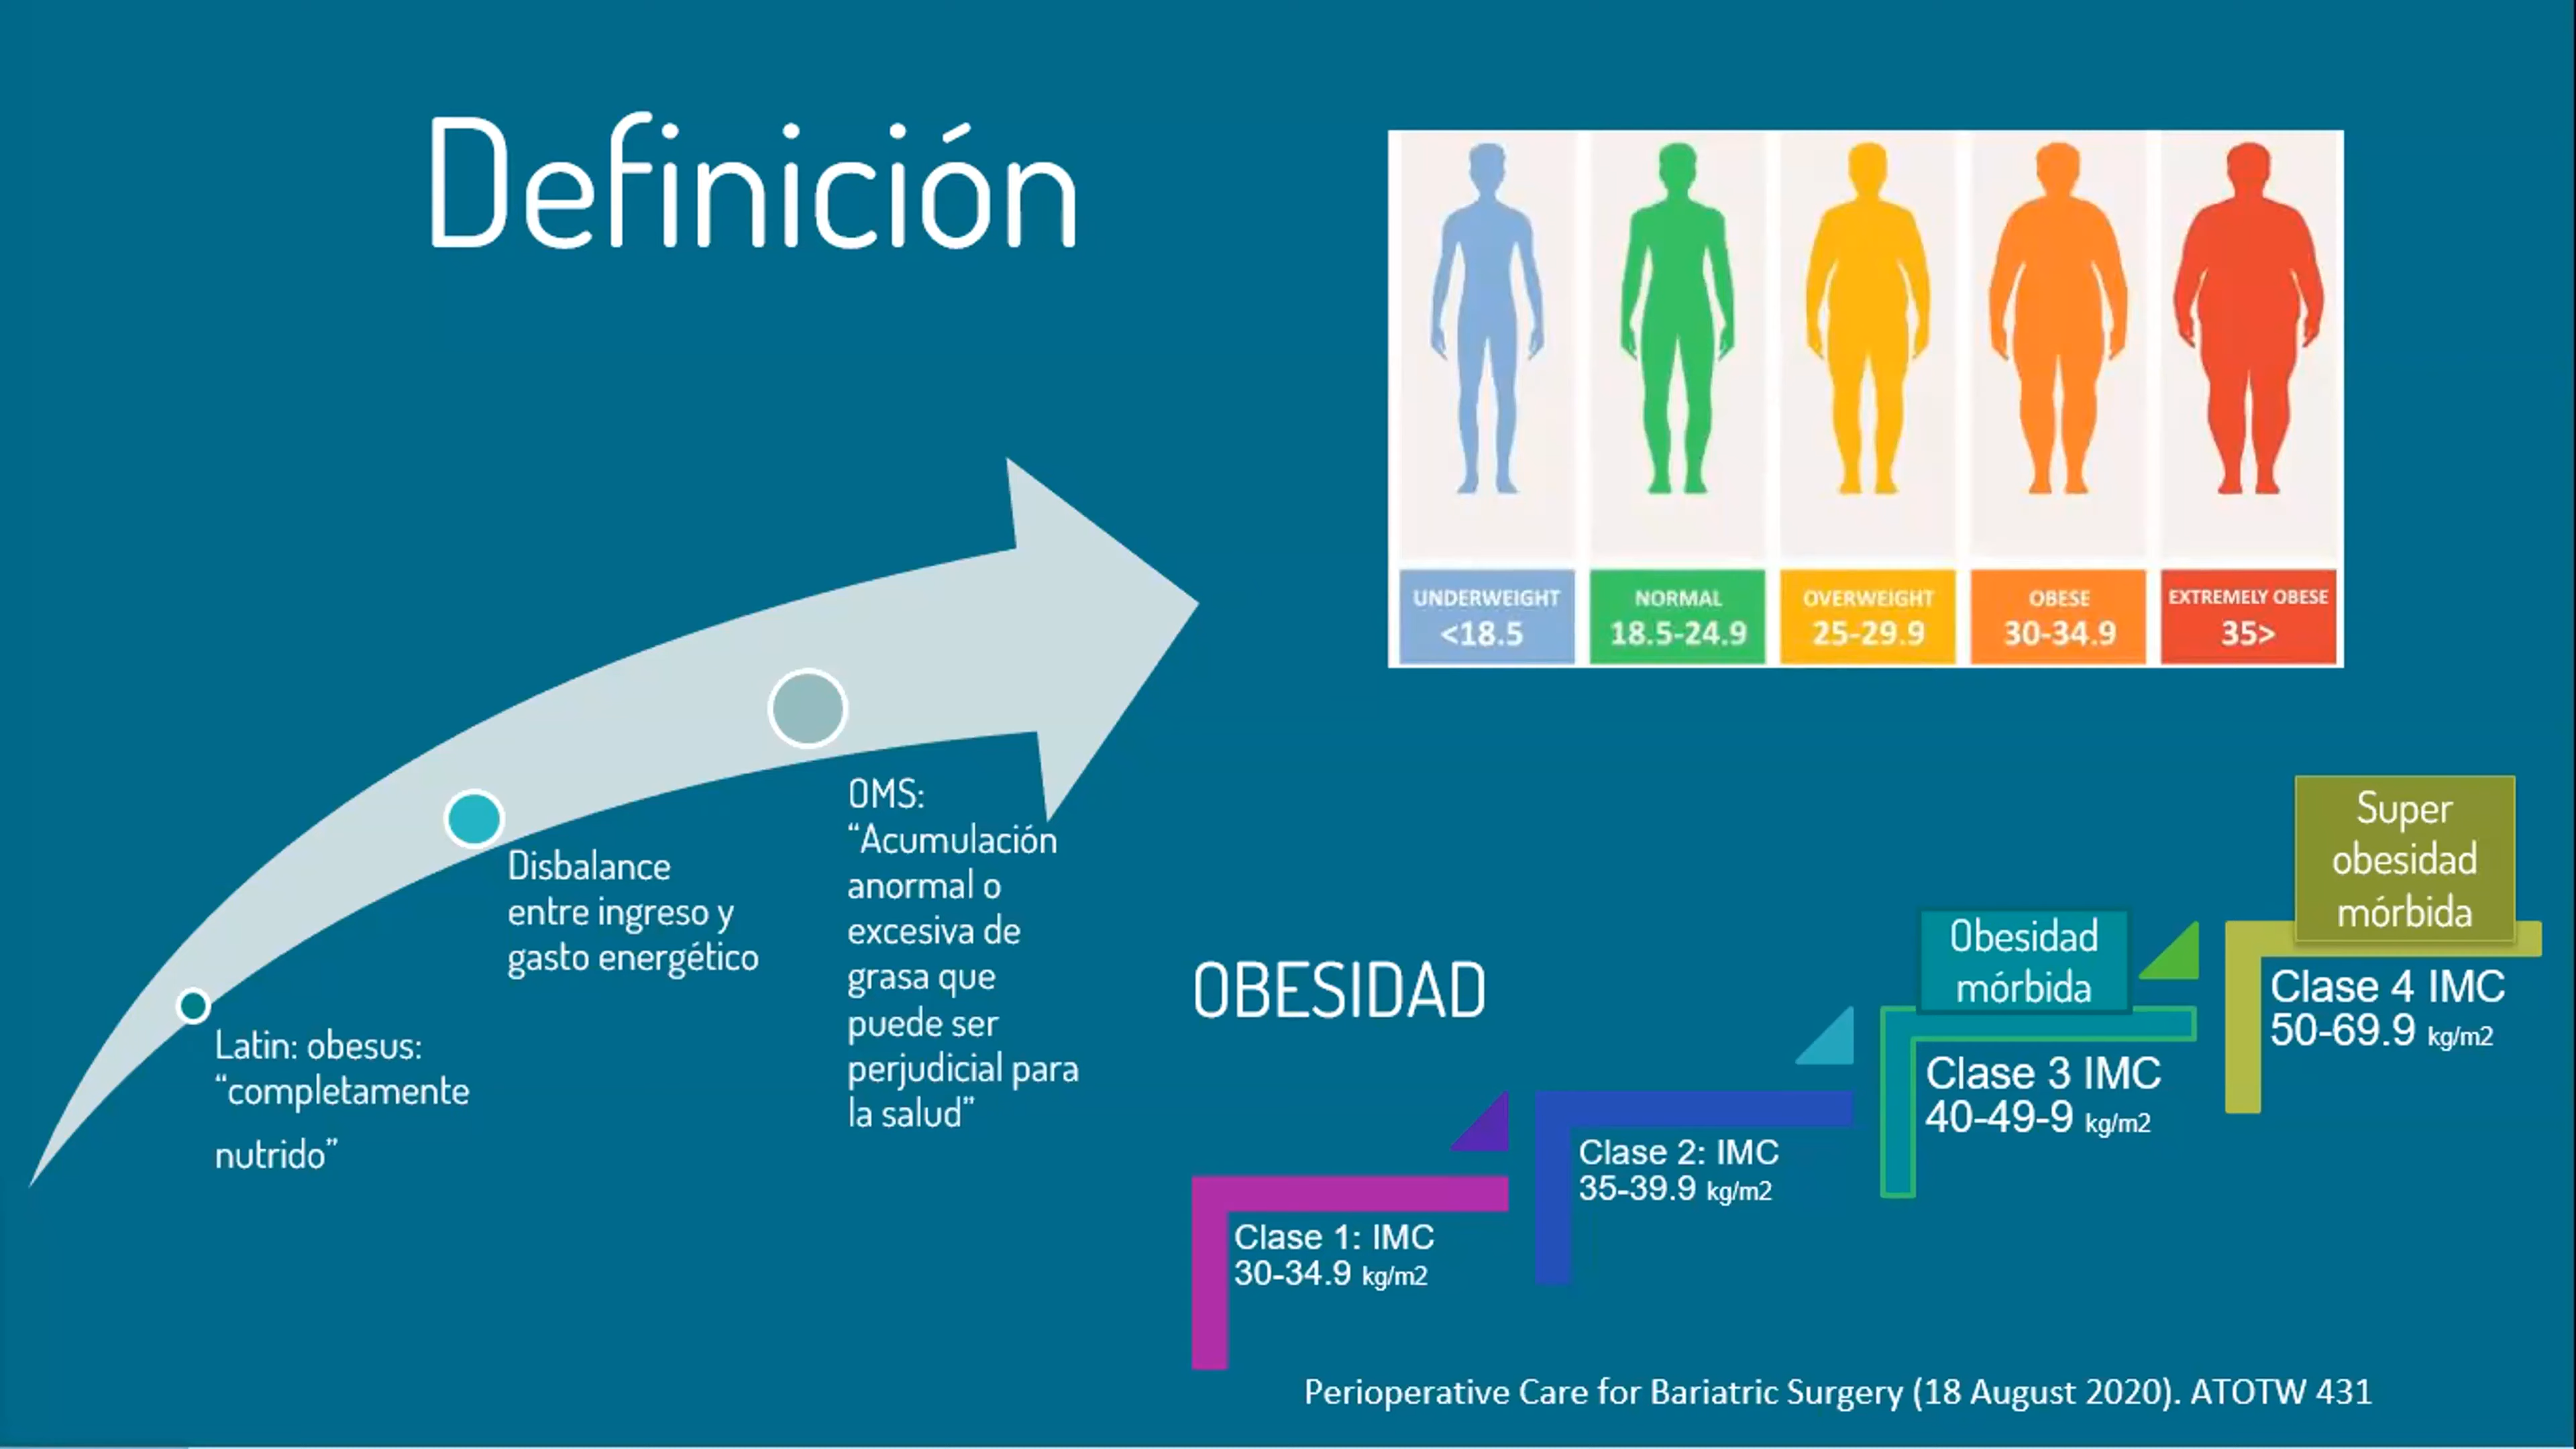 Definición
UNDERWEIGHT
<18.5
NORMAL
18.5-24.9
OVERWEIGHT
25-29.9
OBESE
30-34.9
EXTREMELY OBESE
35>
Latin: obesus:
“completamente
nutrido”
Disbalance
entre ingreso y
gasto energético
OMS:
“Acumulación
anormal o
excesiva de
grasa que
puede ser
perjudicial para
la salud”
OBESIDAD
Clase 1: IMC
30-34.9 kg/m2
Clase 2: IMC
35-39.9 kg/m2
Obesidad
mórbida
Clase 3 IMC
40-49-9 kg/m2
Super
obesidad
mórbida
Clase 4 IMC
50-69.9 kg/m2
Perioperative Care for Bariatric Surgery (18 August 2020). ATOTW 431